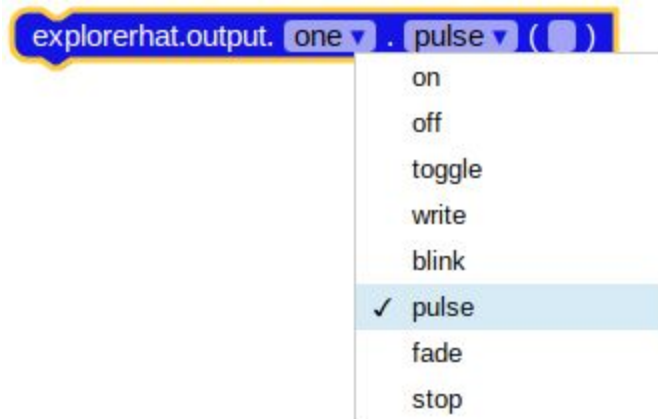 explorerhat.output. one ▾ . pulse ▾ ( )
on
off
toggle
write
blink
✓ pulse
fade
stop